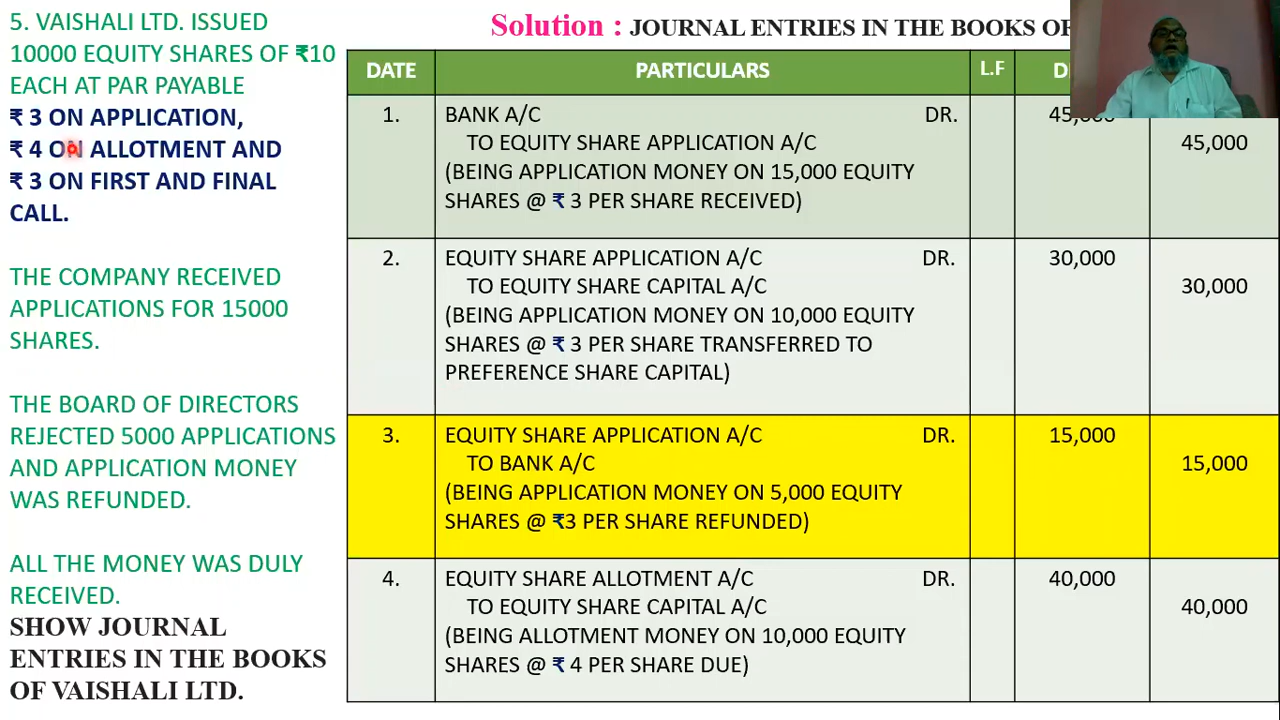 5. VAISHALI LTD. ISSUED
10000 EQUITY SHARES OF ₹10
EACH AT PAR PAYABLE
₹ 3 ON APPLICATION,
₹ 4 ON ALLOTMENT AND
₹ 3 ON FIRST AND FINAL
CALL.
THE COMPANY RECEIVED
APPLICATIONS FOR 15000
SHARES.
THE BOARD OF DIRECTORS
REJECTED 5000 APPLICATIONS
AND APPLICATION MONEY
WAS REFUNDED.
ALL THE MONEY WAS DULY
RECEIVED.
SHOW JOURNAL
ENTRIES IN THE BOOKS
OF VAISHALI LTD.
Solution : JOURNAL ENTRIES IN THE BOOKS OF
DATE PARTICULARS L.F
1. BANK A/C DR. 45,000
TO EQUITY SHARE APPLICATION A/C 45,000
(BEING APPLICATION MONEY ON 15,000 EQUITY
SHARES @ ₹ 3 PER SHARE RECEIVED)
2. EQUITY SHARE APPLICATION A/C DR. 30,000
TO EQUITY SHARE CAPITAL A/C 30,000
(BEING APPLICATION MONEY ON 10,000 EQUITY
SHARES @ ₹ 3 PER SHARE TRANSFERRED TO
PREFERENCE SHARE CAPITAL)
3. EQUITY SHARE APPLICATION A/C DR. 15,000
TO BANK A/C 15,000
(BEING APPLICATION MONEY ON 5,000 EQUITY
SHARES @ ₹3 PER SHARE REFUNDED)
4. EQUITY SHARE ALLOTMENT A/C DR. 40,000
TO EQUITY SHARE CAPITAL A/C 40,000
(BEING ALLOTMENT MONEY ON 10,000 EQUITY
SHARES @ ₹ 4 PER SHARE DUE)